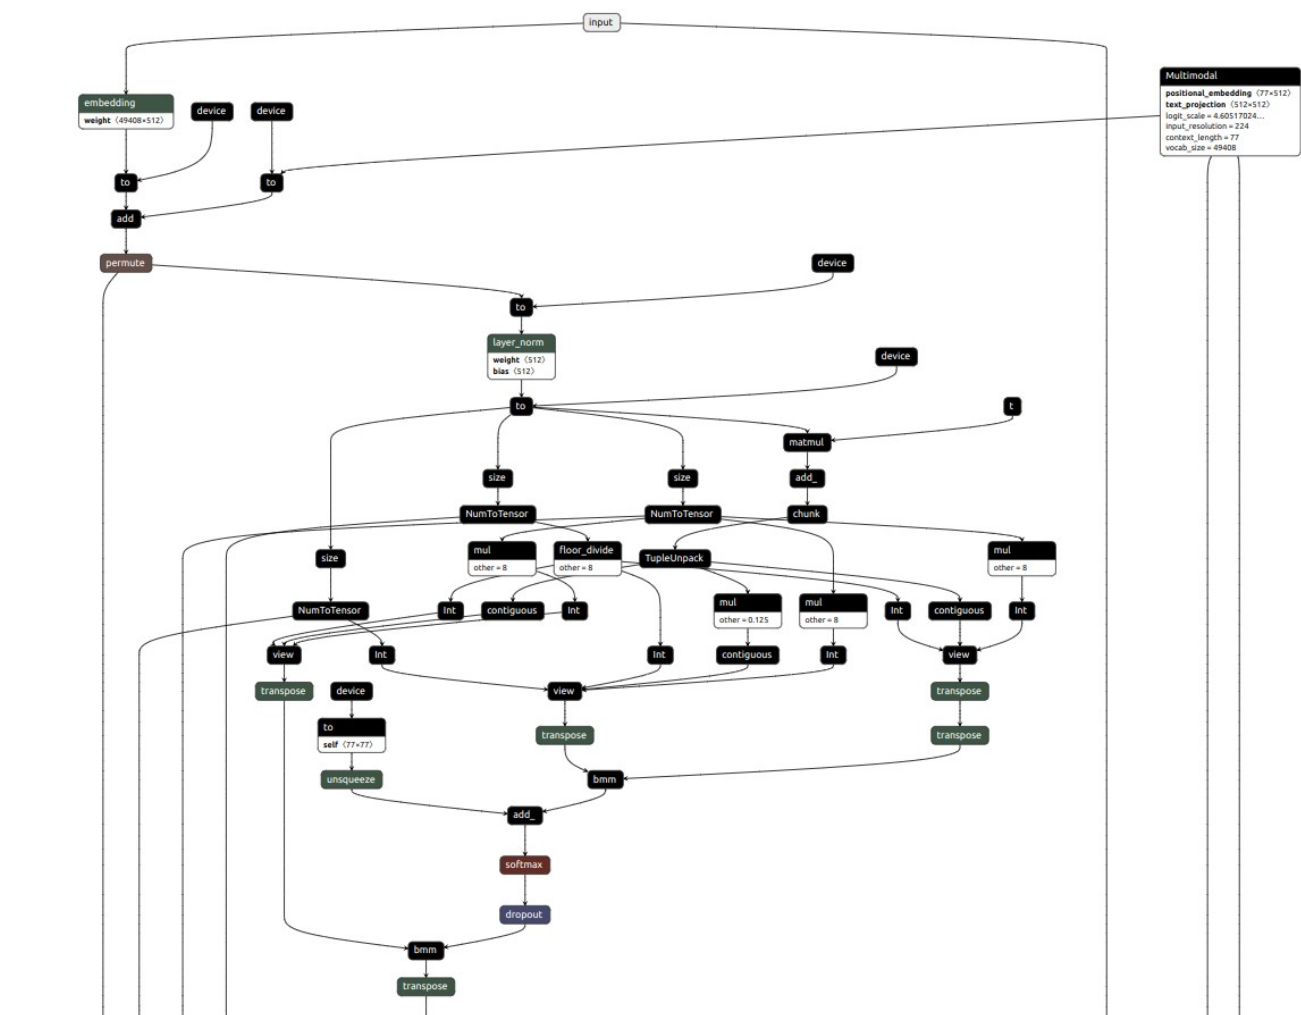 input
Multimodal
positional_embedding ⟨77×512⟩
text_projection ⟨512×512⟩
logit_scale = 4.60517024...
input_resolution = 224
context_length = 77
vocab_size = 49408
embedding
weight ⟨49408×512⟩
device
device
to
to
add
permute
device
to
layer_norm
weight ⟨512⟩
bias ⟨512⟩
device
to
t
matmul
size
size
add_
NumToTensor
NumToTensor
chunk
size
mul
other = 8
floor_divide
other = 8
TupleUnpack
mul
other = 8
NumToTensor
Int
contiguous
Int
mul
other = 0.125
mul
other = 8
Int
contiguous
Int
view
Int
Int
contiguous
Int
view
transpose
device
view
transpose
to
self ⟨77×77⟩
transpose
transpose
unsqueeze
bmm
add_
softmax
dropout
bmm
transpose